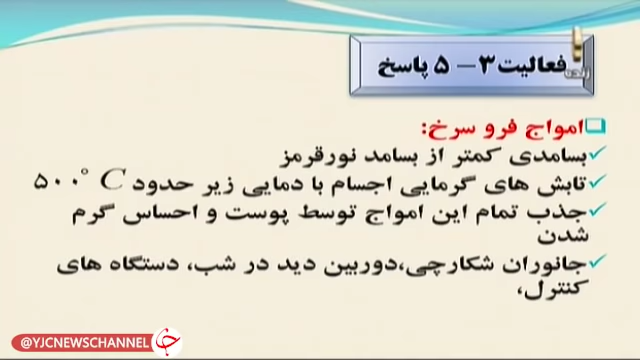 فعالیت ۳ – ۵ پاسخ
امواج فرو سرخ:
بسامدی کمتر از بسامد نورقرمز
تابش های گرمایی اجسام با دمایی زیر حدود ۵۰۰° C
جذب تمام این امواج توسط پوست و احساس گرم
شدن
جانوران شکارچی،دوربین دید در شب، دستگاه های
کنترل،
@YJCNEWSCHANNEL